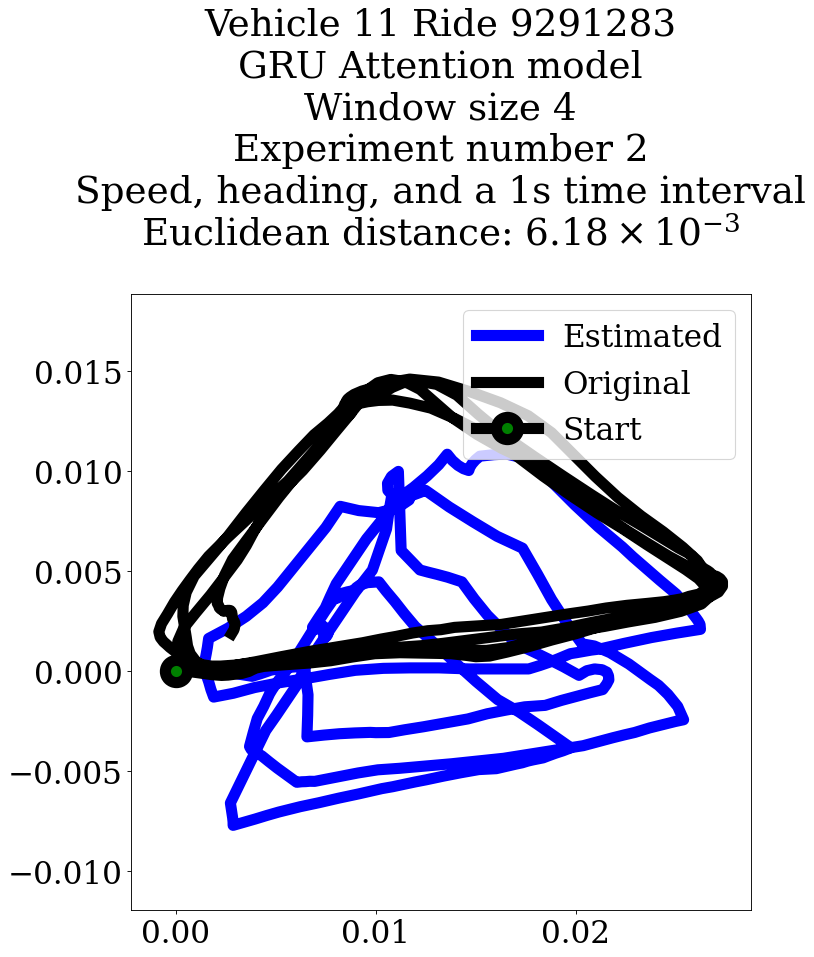 Vehicle 11 Ride 9291283
GRU Attention model
Window size 4
Experiment number 2
Speed, heading, and a 1s time interval
Euclidean distance: 6.18 × 10⁻³
Estimated
Original
Start
0.015
0.010
0.005
0.000
−0.005
−0.010
0.00 0.01 0.02